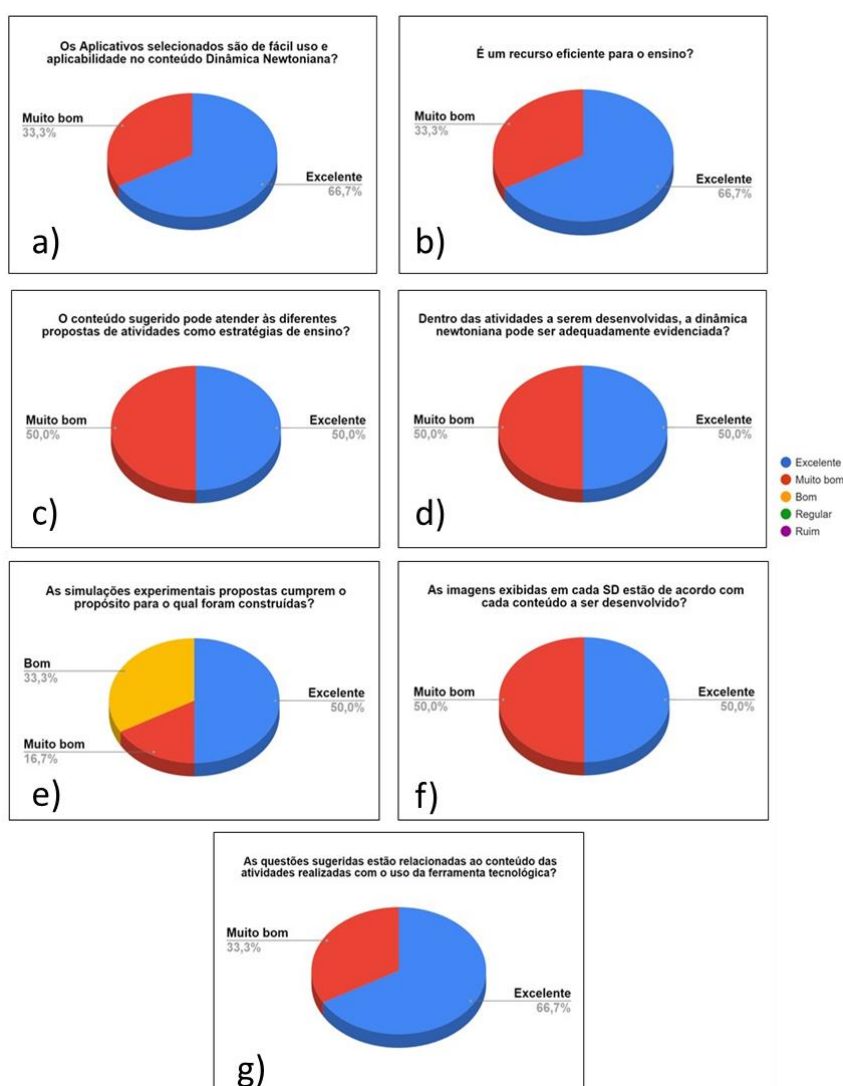 Os Aplicativos selecionados são de fácil uso e
aplicabilidade no conteúdo Dinâmica Newtoniana?
Muito bom
33,3%
Excelente
66,7%
a)
É um recurso eficiente para o ensino?
Muito bom
33,3%
Excelente
66,7%
b)
O conteúdo sugerido pode atender às diferentes
propostas de atividades como estratégias de ensino?
Muito bom
50,0%
Excelente
50,0%
c)
Dentro das atividades a serem desenvolvidas, a dinâmica
newtoniana pode ser adequadamente evidenciada?
Muito bom
50,0%
Excelente
50,0%
d)
Excelente
Muito bom
Bom
Regular
Ruim
As simulações experimentais propostas cumprem o
propósito para o qual foram construídas?
Bom
33,3%
Excelente
50,0%
Muito bom
16,7%
e)
As imagens exibidas em cada SD estão de acordo com
cada conteúdo a ser desenvolvido?
Muito bom
50,0%
Excelente
50,0%
f)
As questões sugeridas estão relacionadas ao conteúdo das
atividades realizadas com o uso da ferramenta tecnológica?
Muito bom
33,3%
Excelente
66,7%
g)